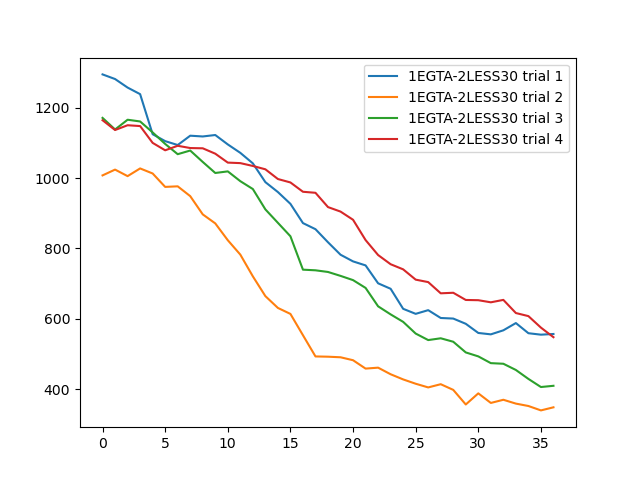 1EGTA-2LESS30 trial 1
1EGTA-2LESS30 trial 2
1EGTA-2LESS30 trial 3
1EGTA-2LESS30 trial 4
1200
1000
800
600
400
0 5 10 15 20 25 30 35